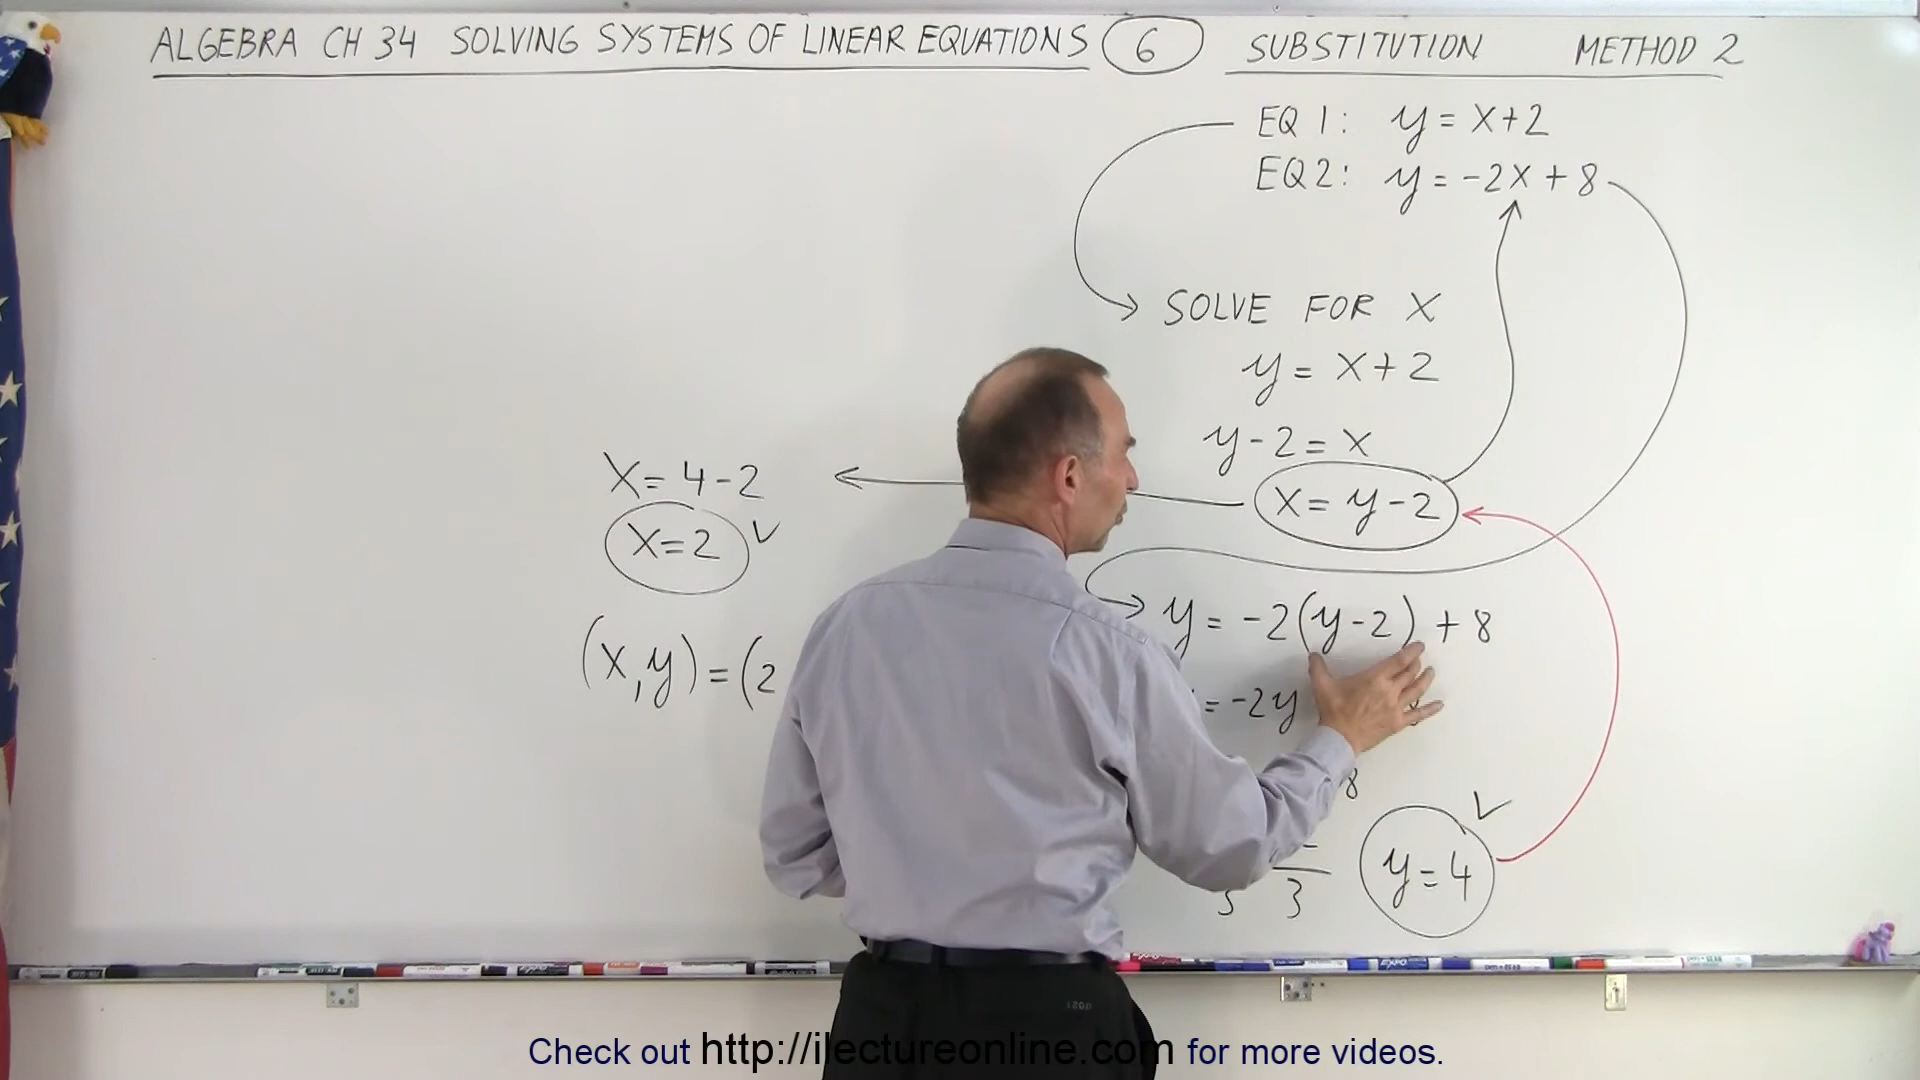 ALGEBRA CH 34 SOLVING SYSTEMS OF LINEAR EQUATIONS 6 SUBSTITUTION METHOD 2
EQ 1: y = x+2
EQ2: y = -2x + 8
SOLVE FOR X
y = x+2
y-2 = x
x = y-2
y = -2(y-2) + 8
= -2y
8
3
y=4
x = 4-2
x=2
(x,y) = (2
Check out http://ilectureonline.com for more videos.